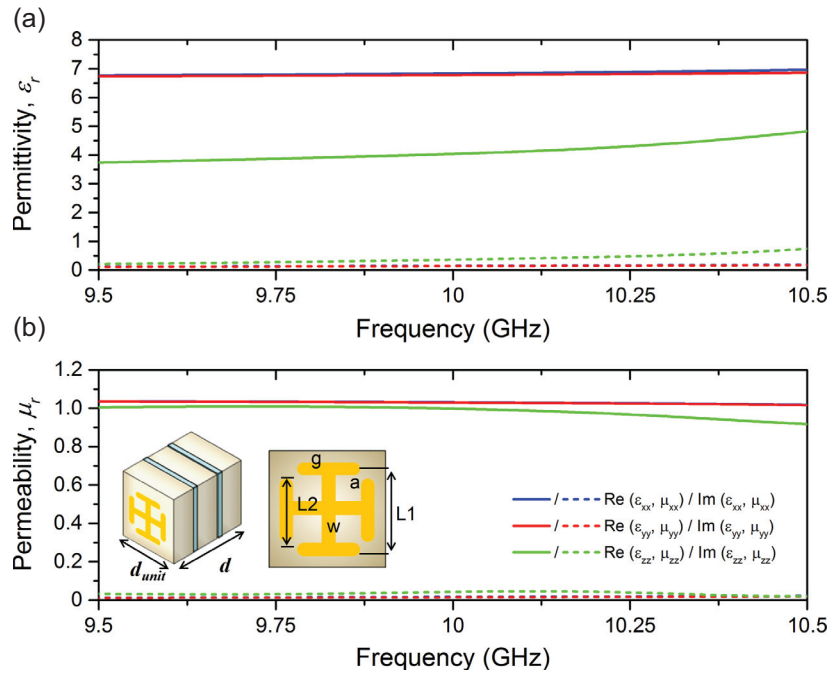 (a)
Permittivity, εr
8
7
6
5
4
3
2
1
0
9.5 9.75 10 10.25 10.5
Frequency (GHz)
(b)
Permeability, μr
1.2
1.0
0.8
0.6
0.4
0.2
0
g
a
L2
L1
w
dunit
d
/ Re (εxx, μxx) / Im (εxx, μxx)
/ Re (εyy, μyy) / Im (εyy, μyy)
/ Re (εzz, μzz) / Im (εzz, μzz)
9.5 9.75 10 10.25 10.5
Frequency (GHz)